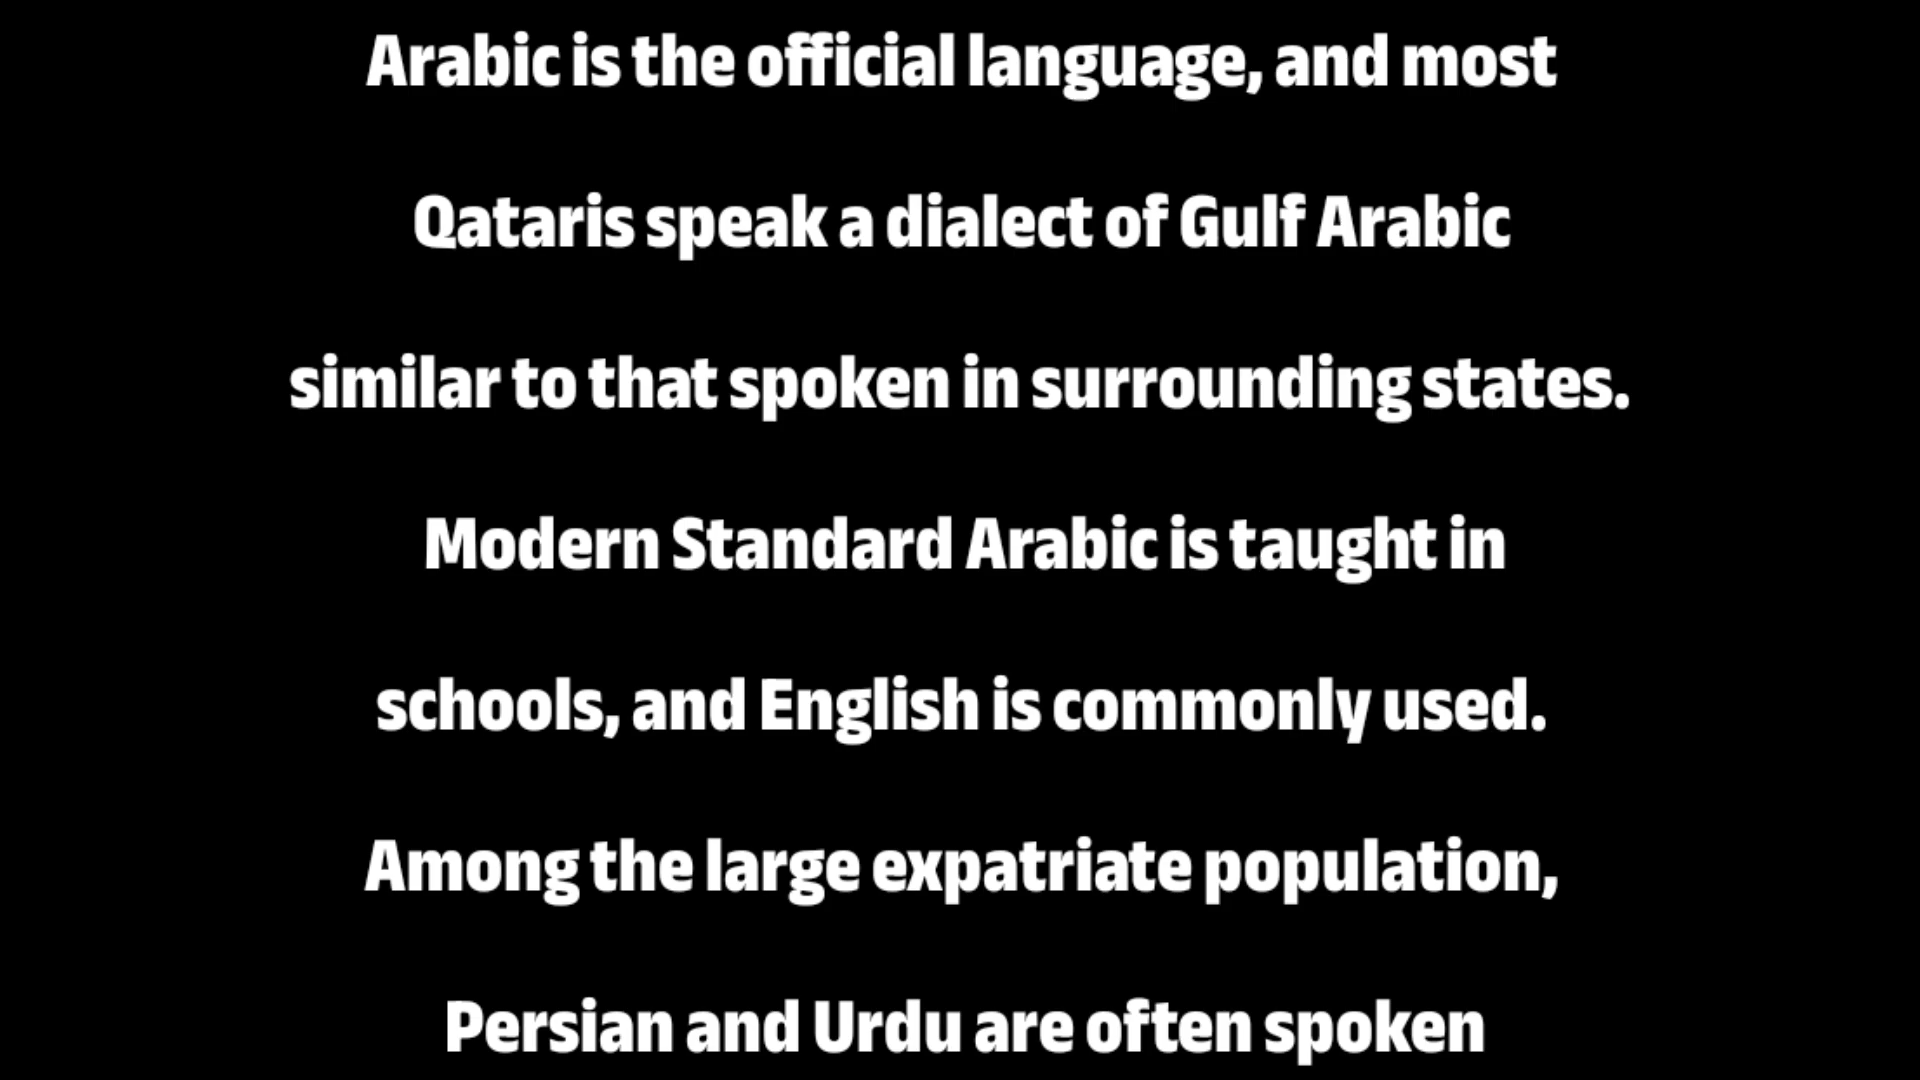 Arabic is the official language, and most
Qataris speak a dialect of Gulf Arabic
similar to that spoken in surrounding states.
Modern Standard Arabic is taught in
schools, and English is commonly used.
Among the large expatriate population,
Persian and Urdu are often spoken